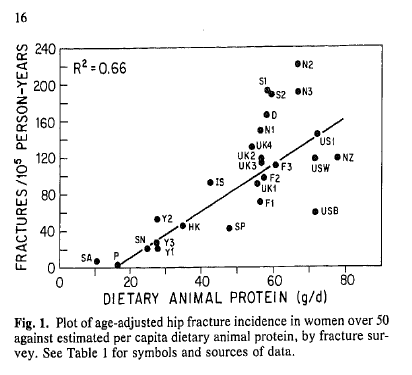 16
240
200
160
120
80
40
0
FRACTURES/10⁵ PERSON-YEARS
R² = 0.66
N2
S1
S2
N3
D
N1
UK4
US1
UK2
UK3
F3
USW
NZ
IS
F2
UK1
F1
USB
Y2
HK
SP
SN
Y3
Y1
SA
P
0 20 40 60 80
DIETARY ANIMAL PROTEIN (g/d)
Fig. 1. Plot of age-adjusted hip fracture incidence in women over 50
against estimated per capita dietary animal protein, by fracture sur-
vey. See Table 1 for symbols and sources of data.